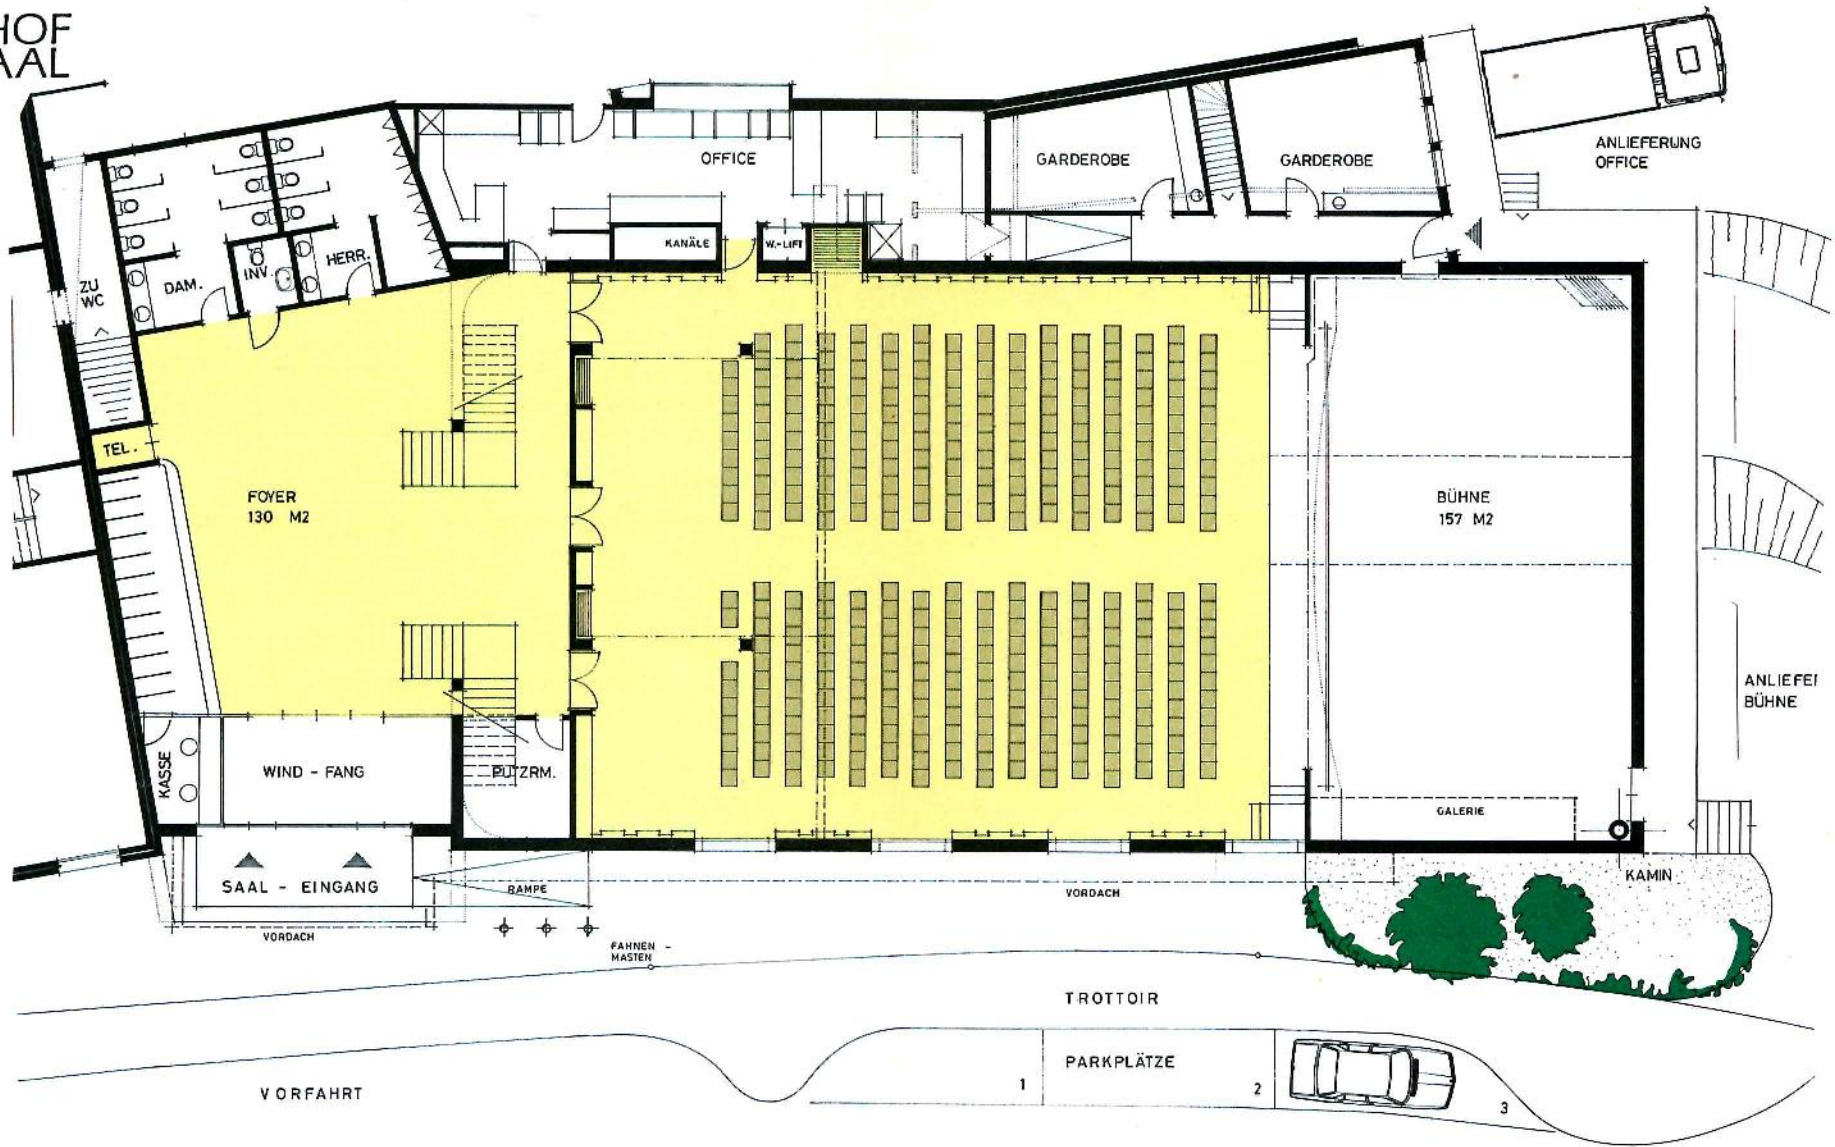 HOF
AAL
ANLIEFERUNG
OFFICE
OFFICE
GARDEROBE
GARDEROBE
KANÄLE
W.-LIFT
ZU
WC
DAM.
INV.
HERR.
TEL.
FOYER
130 M2
BÜHNE
157 M2
ANLIEFE
BÜHNE
KASSE
WIND - FANG
PUTZRM.
GALERIE
SAAL - EINGANG
RAMPE
VORDACH
KAMIN
VORDACH
FAHNEN -
MASTEN
TROTTOIR
PARKPLÄTZE
1
2
3
VORFAHRT